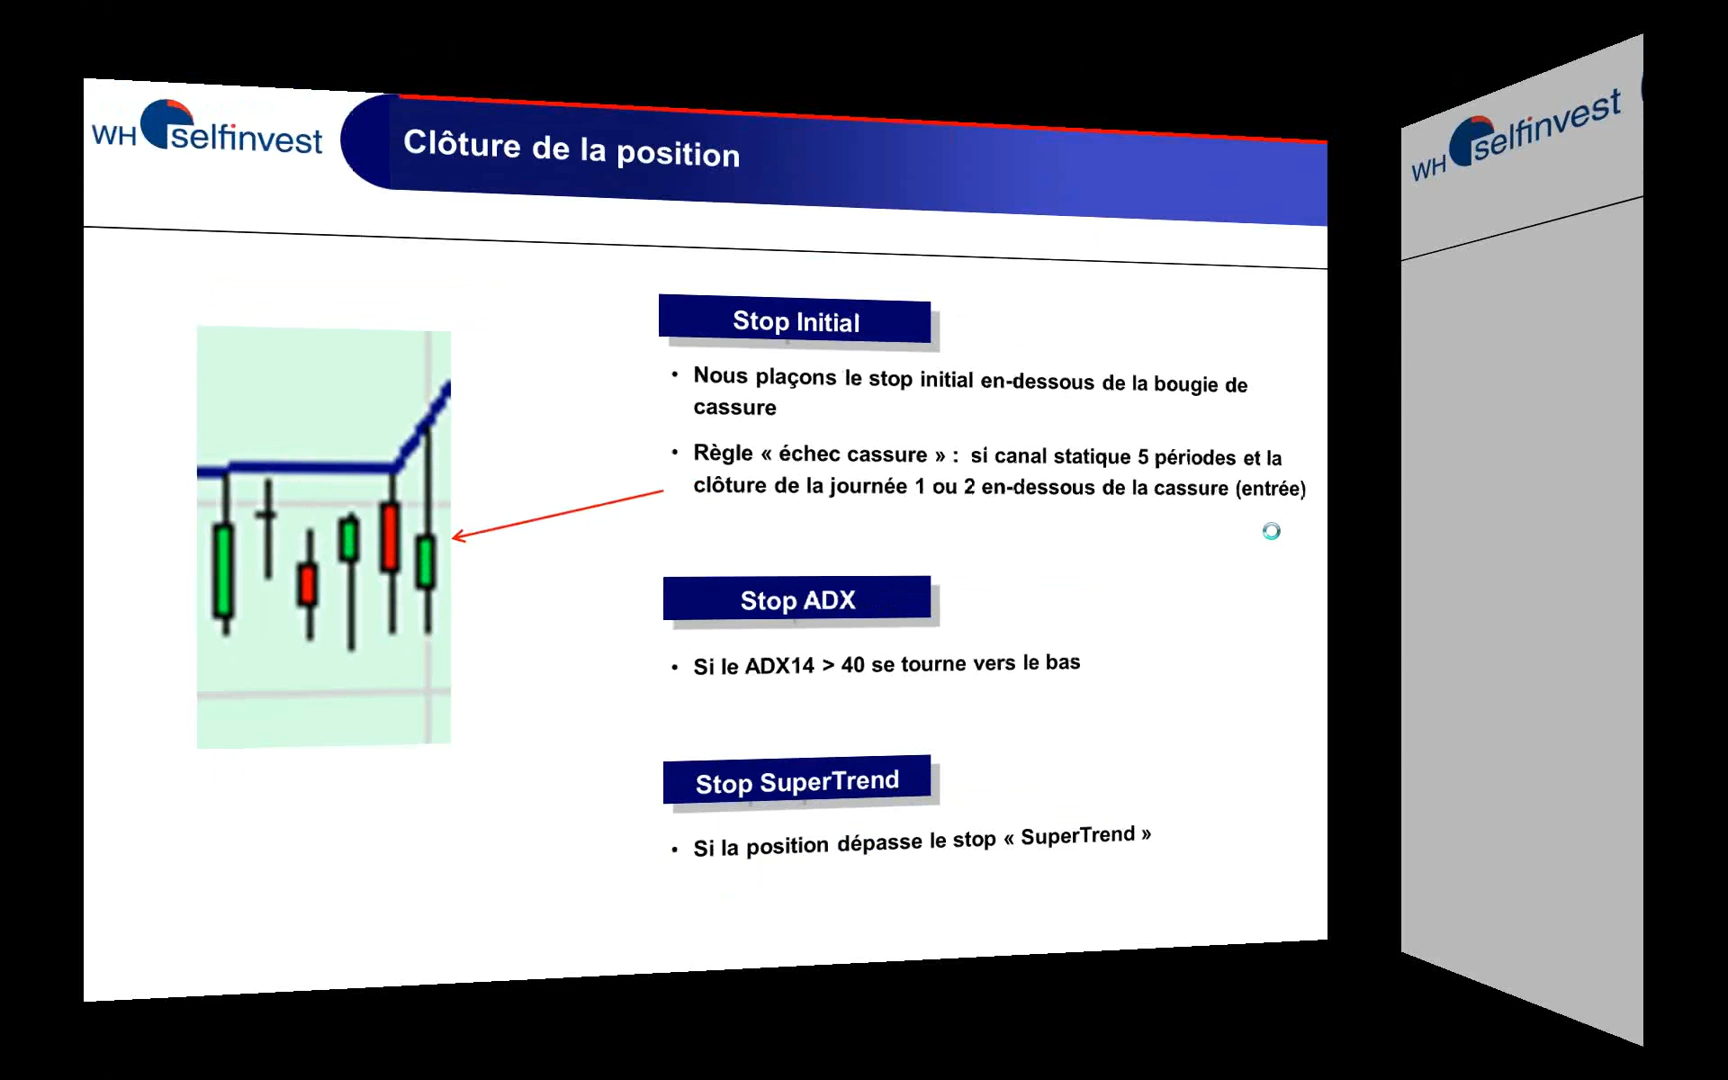 WH selfinvest
Clôture de la position
WH selfinvest
Stop Initial
• Nous plaçons le stop initial en-dessous de la bougie de
cassure
• Règle « échec cassure » : si canal statique 5 périodes et la
clôture de la journée 1 ou 2 en-dessous de la cassure (entrée)
Stop ADX
• Si le ADX14 > 40 se tourne vers le bas
Stop SuperTrend
• Si la position dépasse le stop « SuperTrend »